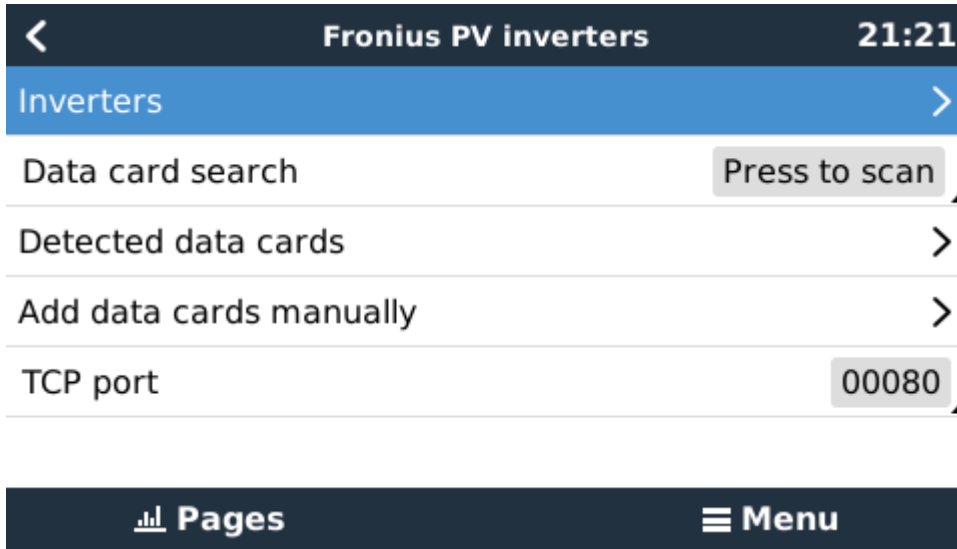 Fronius PV inverters 21:21
Inverters
Data card search Press to scan
Detected data cards
Add data cards manually
TCP port 00080
Pages Menu